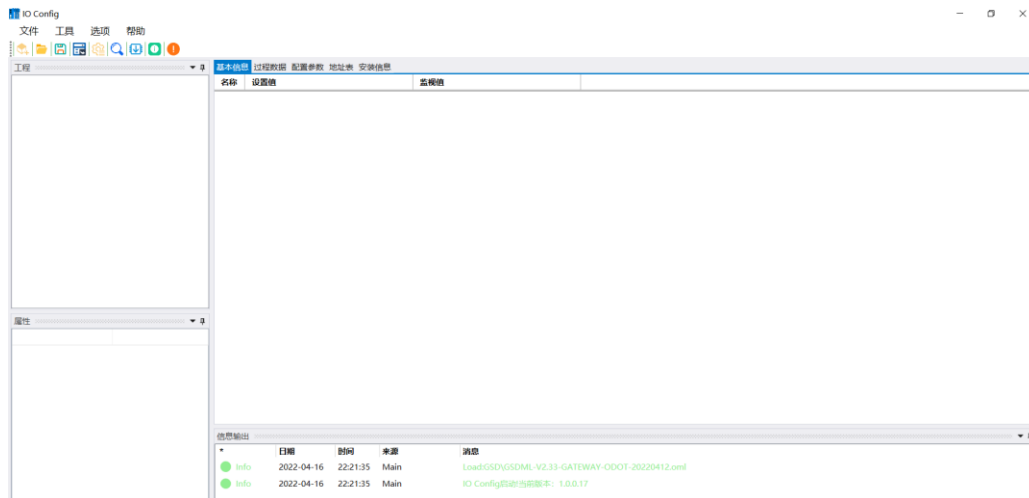 IO Config
文件 工具 选项 帮助
工程
基本信息 过程数据 配置参数 地址表 安装信息
名称 设置值 监视值
属性
信息输出
日期 时间 来源 消息
Info 2022-04-16 22:21:35 Main Load:GSD\GSDML-V2.33-GATEWAY-ODOT-20220412.oml
Info 2022-04-16 22:21:35 Main IO Config启动!当前版本：1.0.0.17